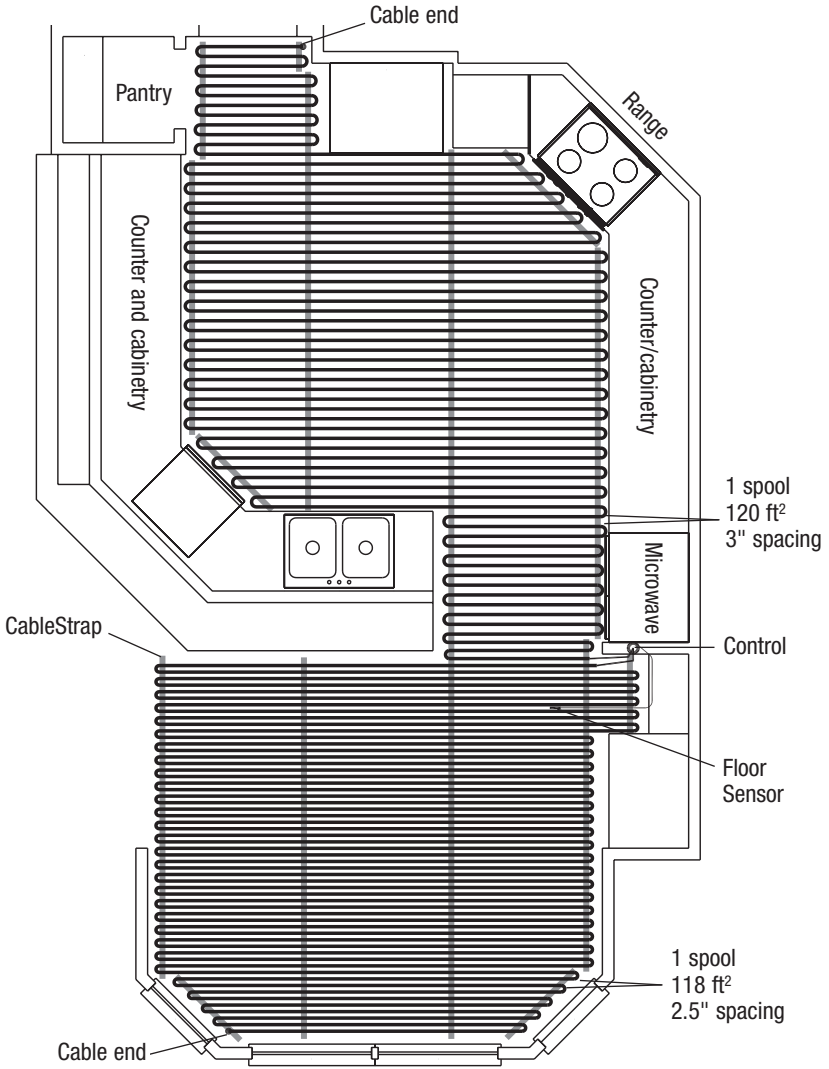 Cable end
Pantry
Range
Counter and cabinetry
Counter/cabinetry
1 spool
120 ft²
3" spacing
Microwave
CableStrap
Control
Floor
Sensor
1 spool
118 ft²
2.5" spacing
Cable end